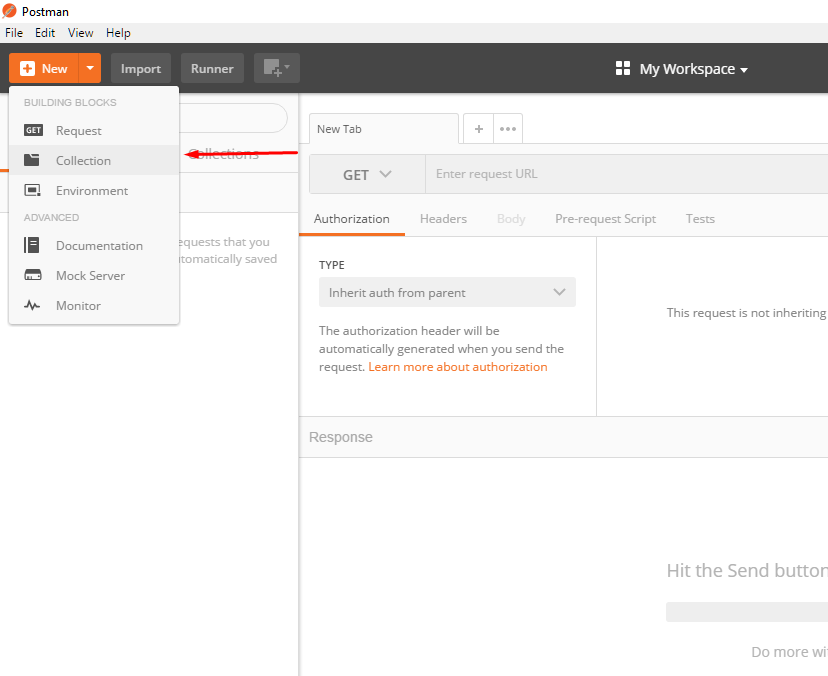 Postman
File Edit View Help
New Import Runner My Workspace
BUILDING BLOCKS
GET Request
Collection
Environment
ADVANCED
Documentation
Mock Server
Monitor
Collections
equests that you
utomatically saved
New Tab
GET Enter request URL
Authorization Headers Body Pre-request Script Tests
TYPE
Inherit auth from parent
The authorization header will be
automatically generated when you send the
request. Learn more about authorization
This request is not inheriting
Response
Hit the Send button
Do more wit